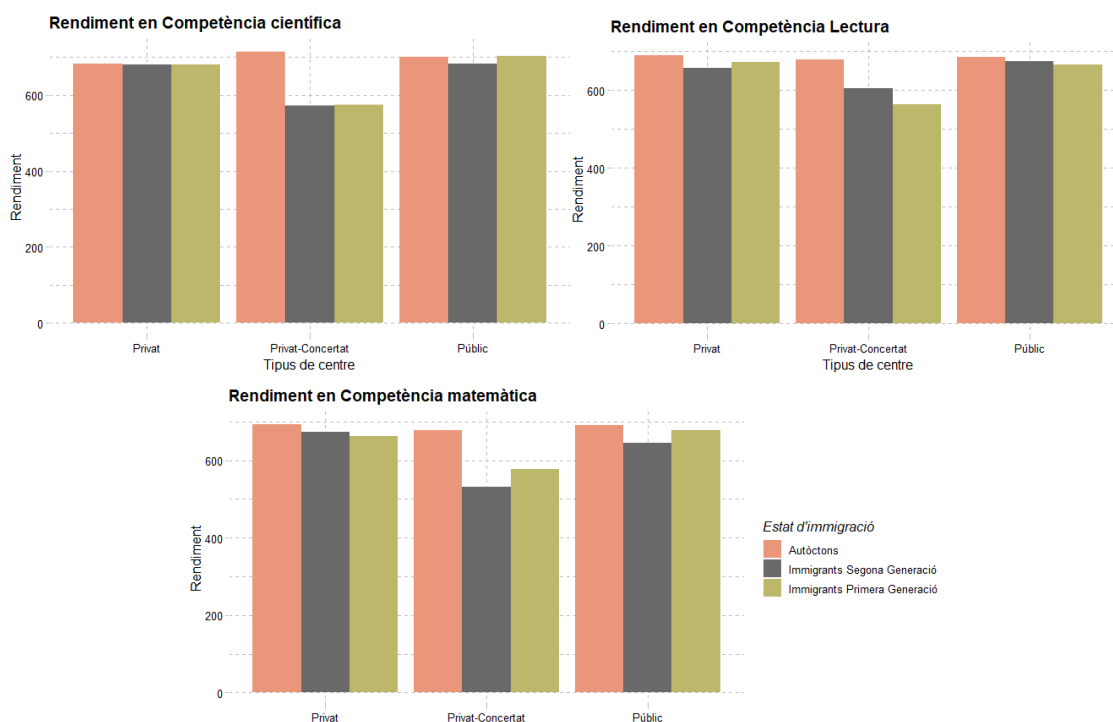 Rendiment en Competència científica
Rendiment
600
400
200
0
Privat
Privat-Concertat
Públic
Tipus de centre
Rendiment en Competència Lectura
Rendiment
600
400
200
0
Privat
Privat-Concertat
Públic
Tipus de centre
Rendiment en Competència matemàtica
Rendiment
600
400
200
0
Privat
Privat-Concertat
Públic
Estat d'immigració
Autòctons
Immigrants Segona Generació
Immigrants Primera Generació